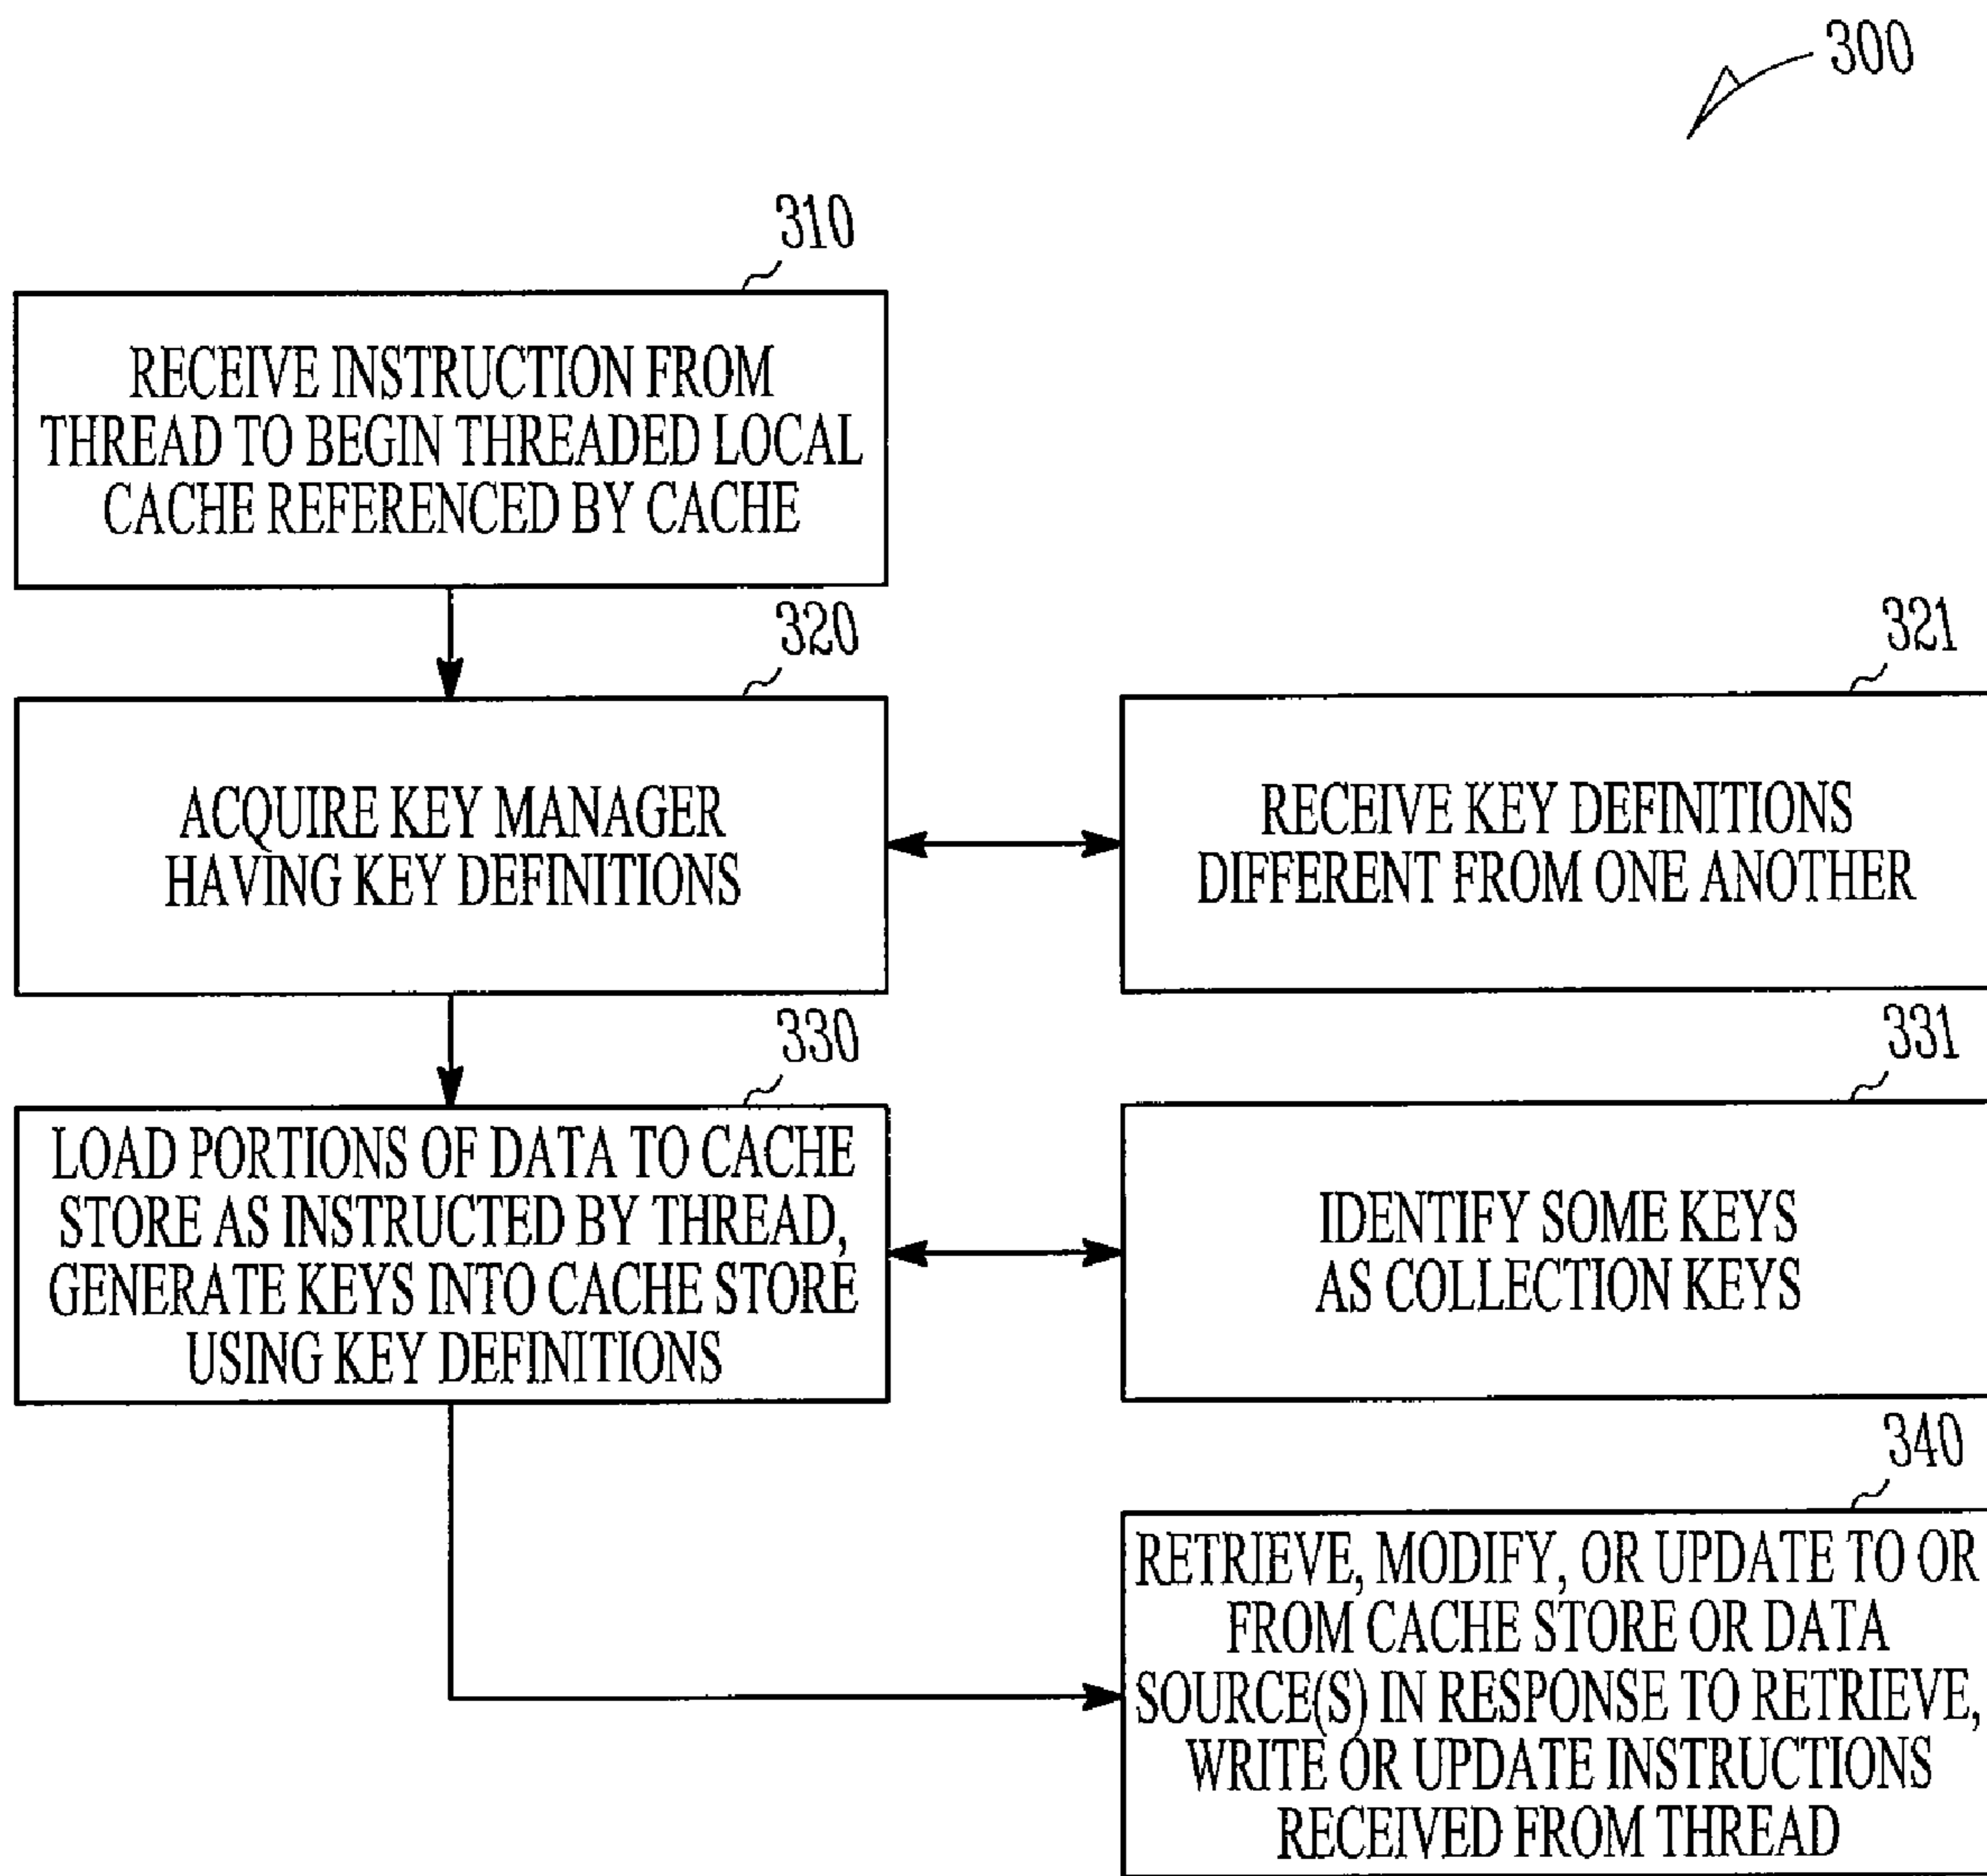 300
310
RECEIVE INSTRUCTION FROM
THREAD TO BEGIN THREADED LOCAL
CACHE REFERENCED BY CACHE
320
ACQUIRE KEY MANAGER
HAVING KEY DEFINITIONS
321
RECEIVE KEY DEFINITIONS
DIFFERENT FROM ONE ANOTHER
330
LOAD PORTIONS OF DATA TO CACHE
STORE AS INSTRUCTED BY THREAD,
GENERATE KEYS INTO CACHE STORE
USING KEY DEFINITIONS
331
IDENTIFY SOME KEYS
AS COLLECTION KEYS
340
RETRIEVE, MODIFY, OR UPDATE TO OR
FROM CACHE STORE OR DATA
SOURCE(S) IN RESPONSE TO RETRIEVE,
WRITE OR UPDATE INSTRUCTIONS
RECEIVED FROM THREAD